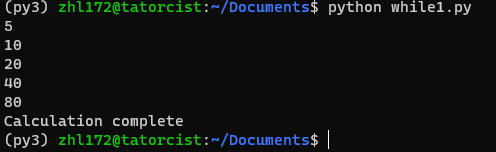 (py3) zhl172@tatorcist:~/Documents$ python while1.py
5
10
20
40
80
Calculation complete
(py3) zhl172@tatorcist:~/Documents$